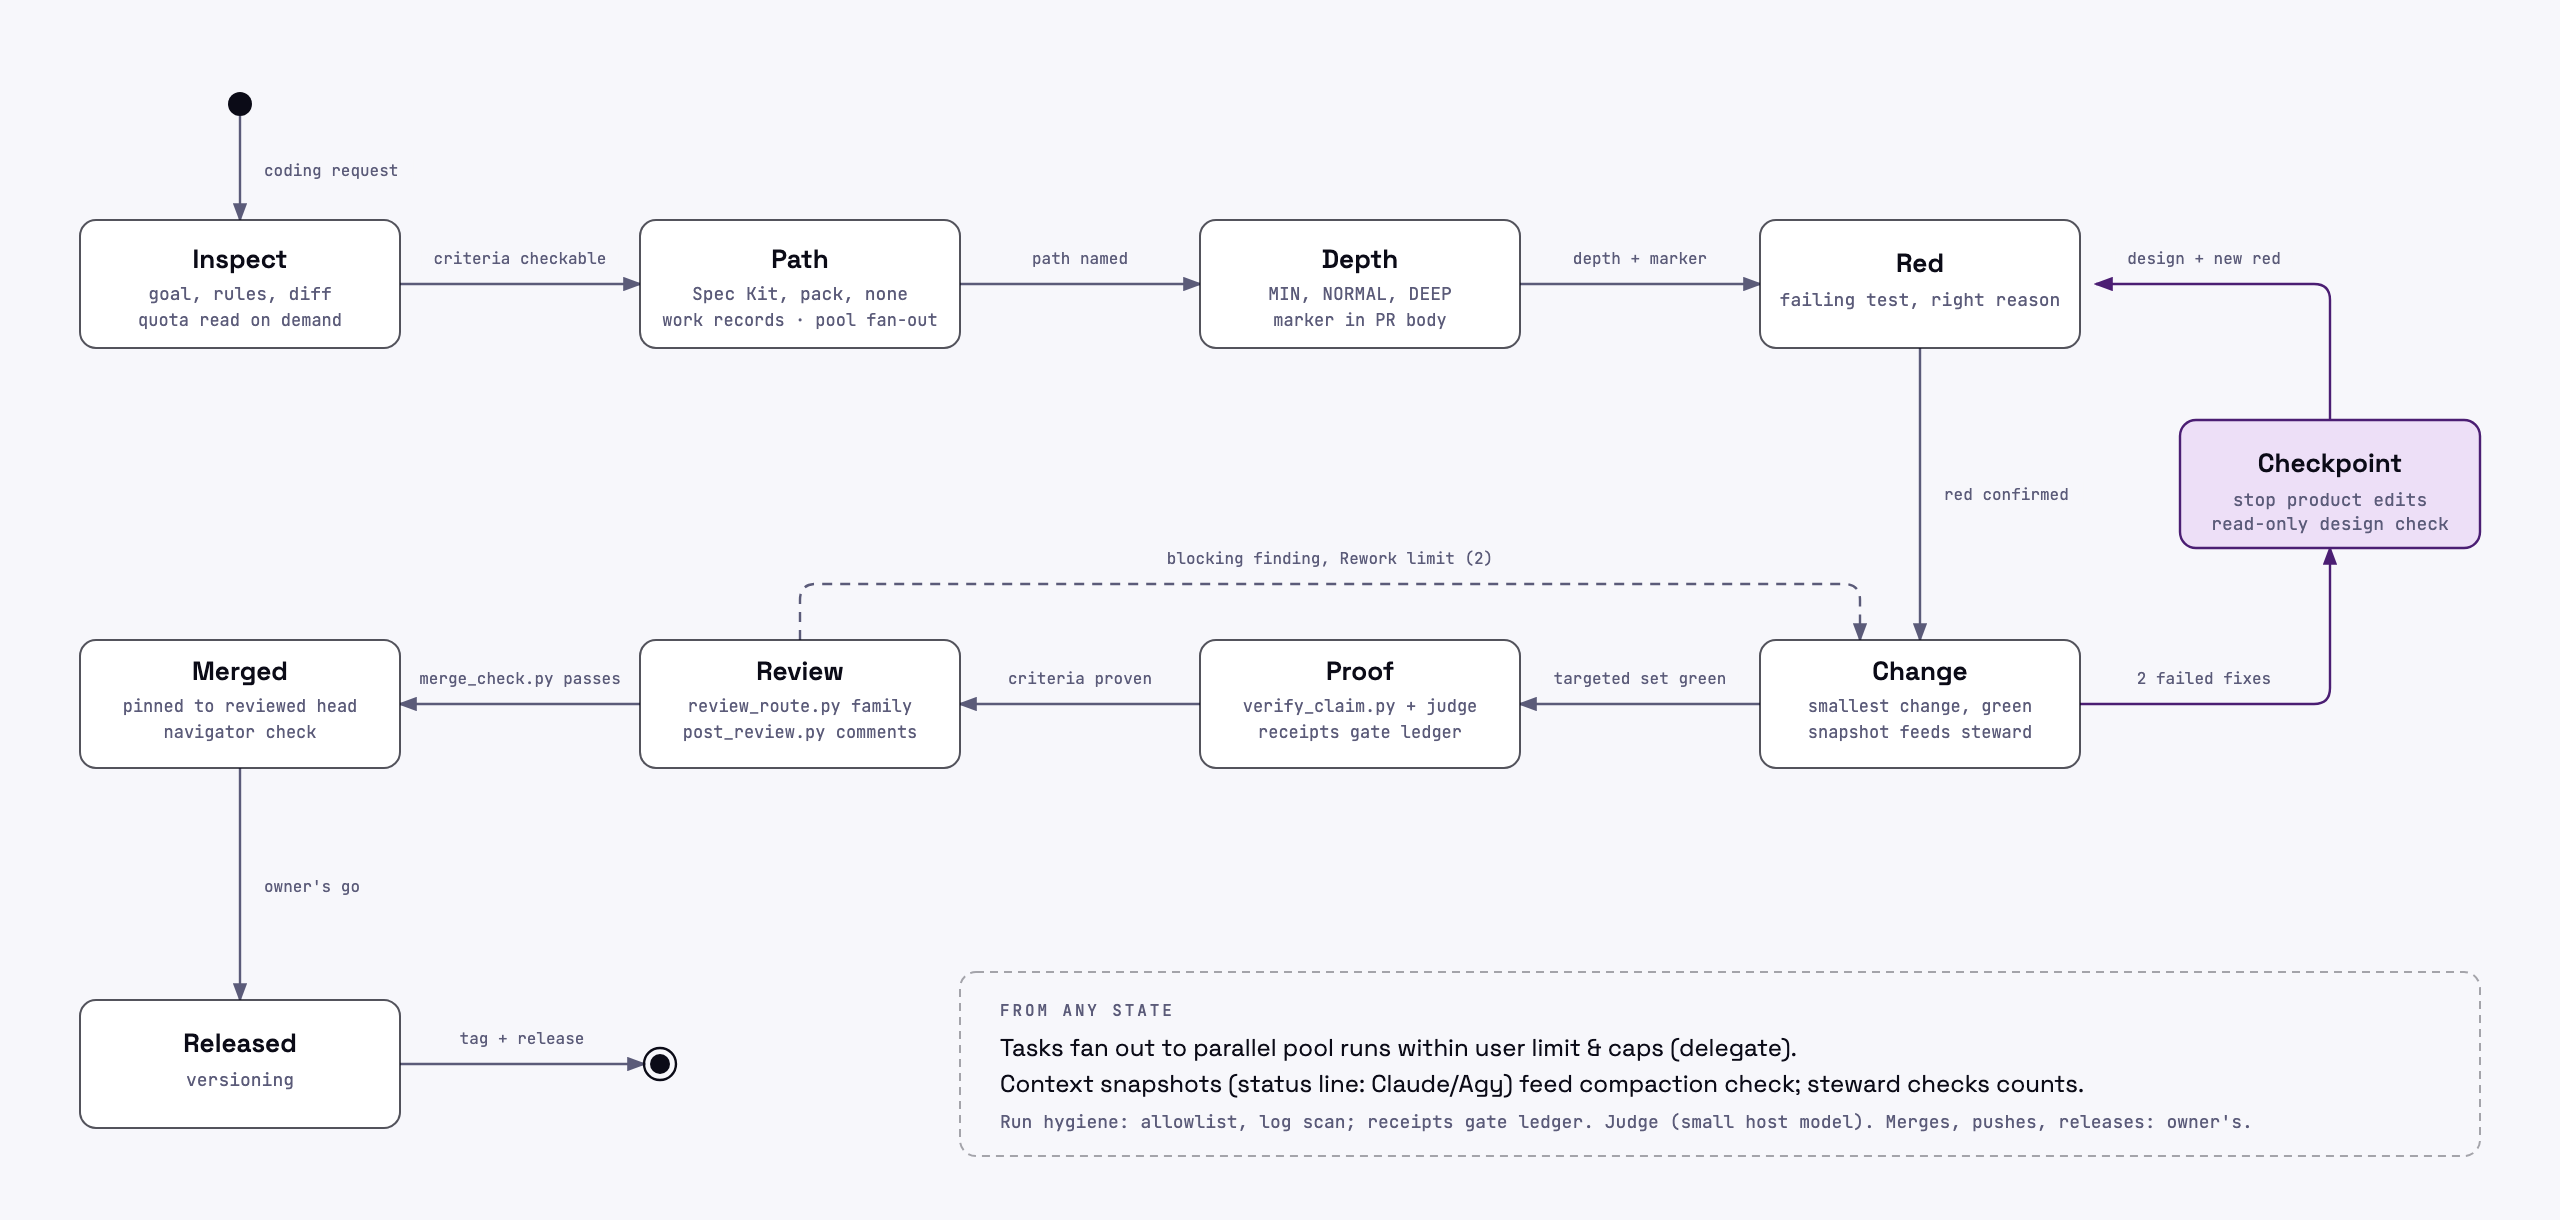 coding request
Inspect
goal, rules, diff
quota read on demand
criteria checkable
Path
Spec Kit, pack, none
work records · pool fan-out
path named
Depth
MIN, NORMAL, DEEP
marker in PR body
depth + marker
Red
failing test, right reason
design + new red
Checkpoint
stop product edits
read-only design check
red confirmed
blocking finding, Rework limit (2)
Merged
pinned to reviewed head
navigator check
merge_check.py passes
Review
review_route.py family
post_review.py comments
criteria proven
Proof
verify_claim.py + judge
receipts gate ledger
targeted set green
Change
smallest change, green
snapshot feeds steward
2 failed fixes
owner's go
Released
versioning
tag + release
FROM ANY STATE
Tasks fan out to parallel pool runs within user limit & caps (delegate).
Context snapshots (status line: Claude/Agy) feed compaction check; steward checks counts.
Run hygiene: allowlist, log scan; receipts gate ledger. Judge (small host model). Merges, pushes, releases: owner's.